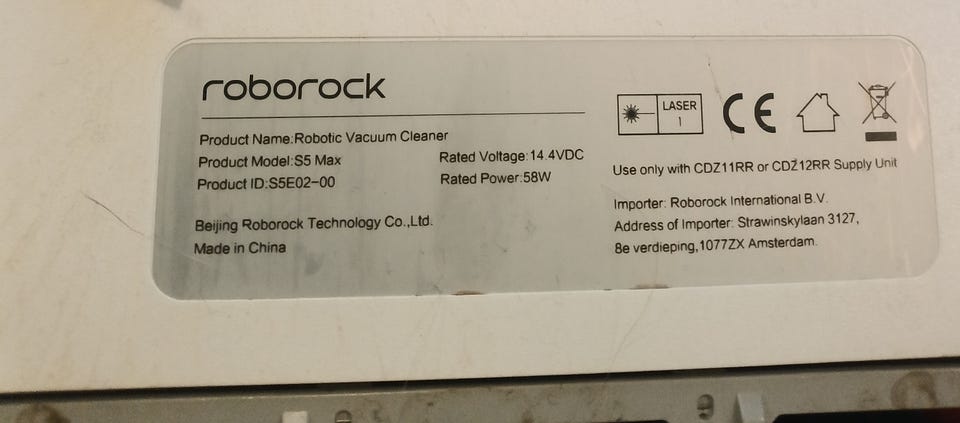 roborock
Product Name:Robotic Vacuum Cleaner
Product Model:S5 Max
Rated Voltage:14.4VDC
Product ID:S5E02-00
Rated Power:58W
Beijing Roborock Technology Co.,Ltd.
Made in China
LASER
1
CE
Use only with CDZ11RR or CDZ12RR Supply Unit
Importer: Roborock International B.V.
Address of Importer: Strawinskylaan 3127,
8e verdieping,1077ZX Amsterdam.